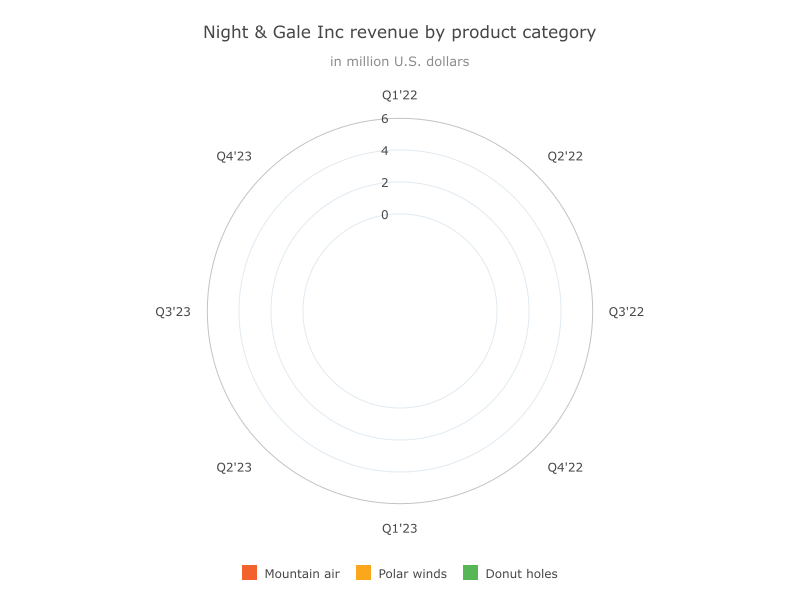 Night & Gale Inc revenue by product category
in million U.S. dollars
Q1'22
6
4
2
0
Q4'23
Q2'22
Q3'23
Q3'22
Q2'23
Q4'22
Q1'23
Mountain air
Polar winds
Donut holes